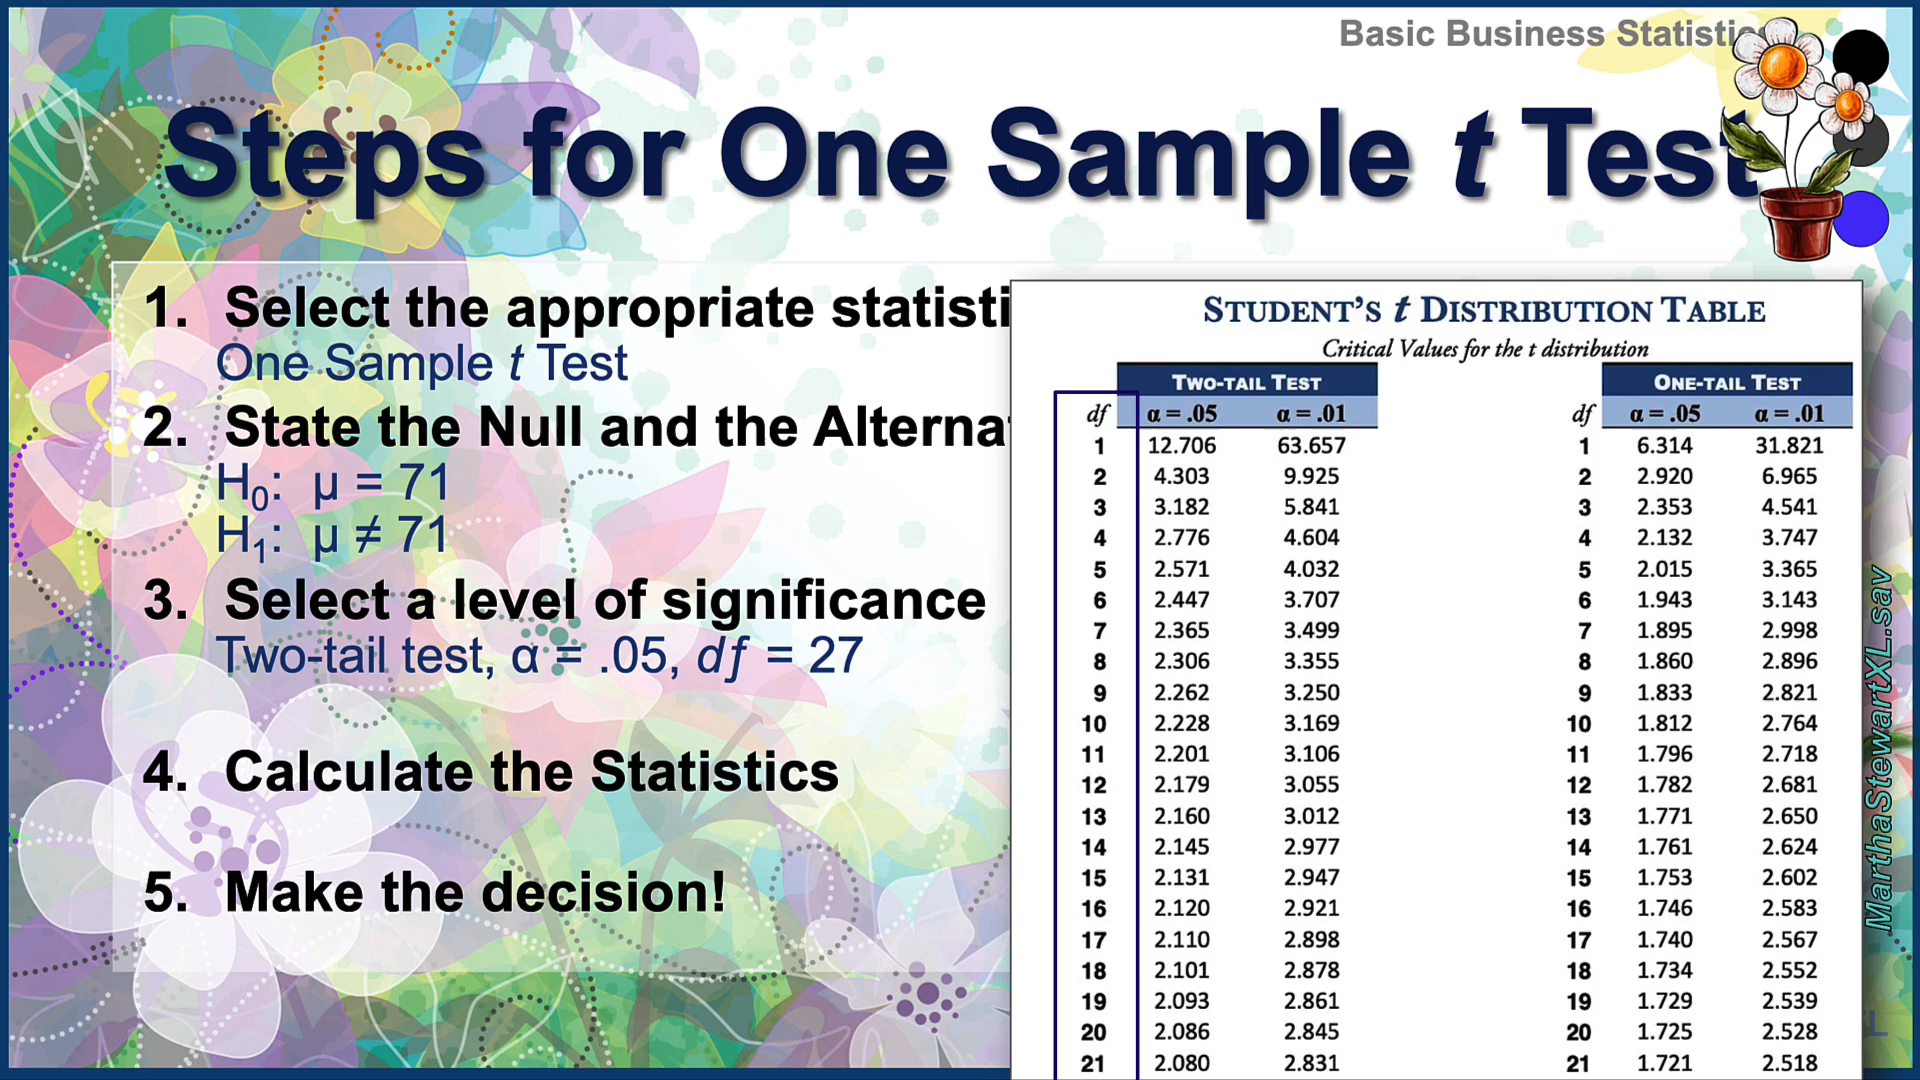 Basic Business Statistics
Steps for One Sample t Test
1. Select the appropriate statisti
One Sample t Test
2. State the Null and the Alterna
H0: μ = 71
H1: μ ≠ 71
3. Select a level of significance
Two-tail test, α = .05, df = 27
4. Calculate the Statistics
5. Make the decision!
STUDENT'S t DISTRIBUTION TABLE
Critical Values for the t distribution
TWO-TAIL TEST ONE-TAIL TEST
df α = .05 α = .01 df α = .05 α = .01
1 12.706 63.657 1 6.314 31.821
2 4.303 9.925 2 2.920 6.965
3 3.182 5.841 3 2.353 4.541
4 2.776 4.604 4 2.132 3.747
5 2.571 4.032 5 2.015 3.365
6 2.447 3.707 6 1.943 3.143
7 2.365 3.499 7 1.895 2.998
8 2.306 3.355 8 1.860 2.896
9 2.262 3.250 9 1.833 2.821
10 2.228 3.169 10 1.812 2.764
11 2.201 3.106 11 1.796 2.718
12 2.179 3.055 12 1.782 2.681
13 2.160 3.012 13 1.771 2.650
14 2.145 2.977 14 1.761 2.624
15 2.131 2.947 15 1.753 2.602
16 2.120 2.921 16 1.746 2.583
17 2.110 2.898 17 1.740 2.567
18 2.101 2.878 18 1.734 2.552
19 2.093 2.861 19 1.729 2.539
20 2.086 2.845 20 1.725 2.528
21 2.080 2.831 21 1.721 2.518
MarthaStewartXL.sav